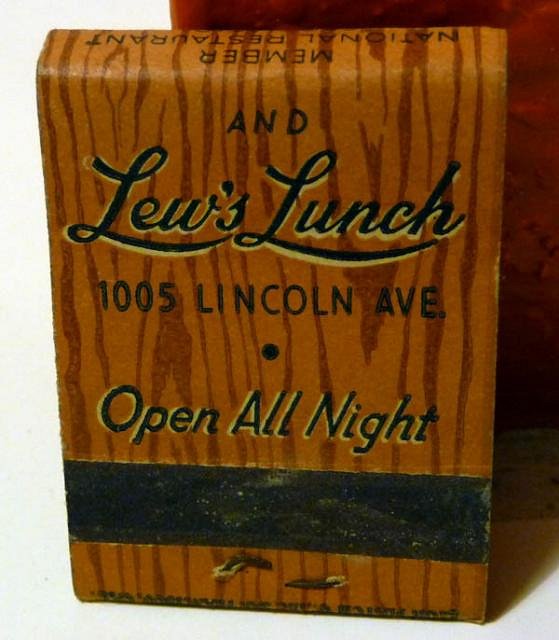 NATIONAL RESTAURANT
MEMBER
AND
Lew's Lunch
1005 LINCOLN AVE.
•
Open All Night